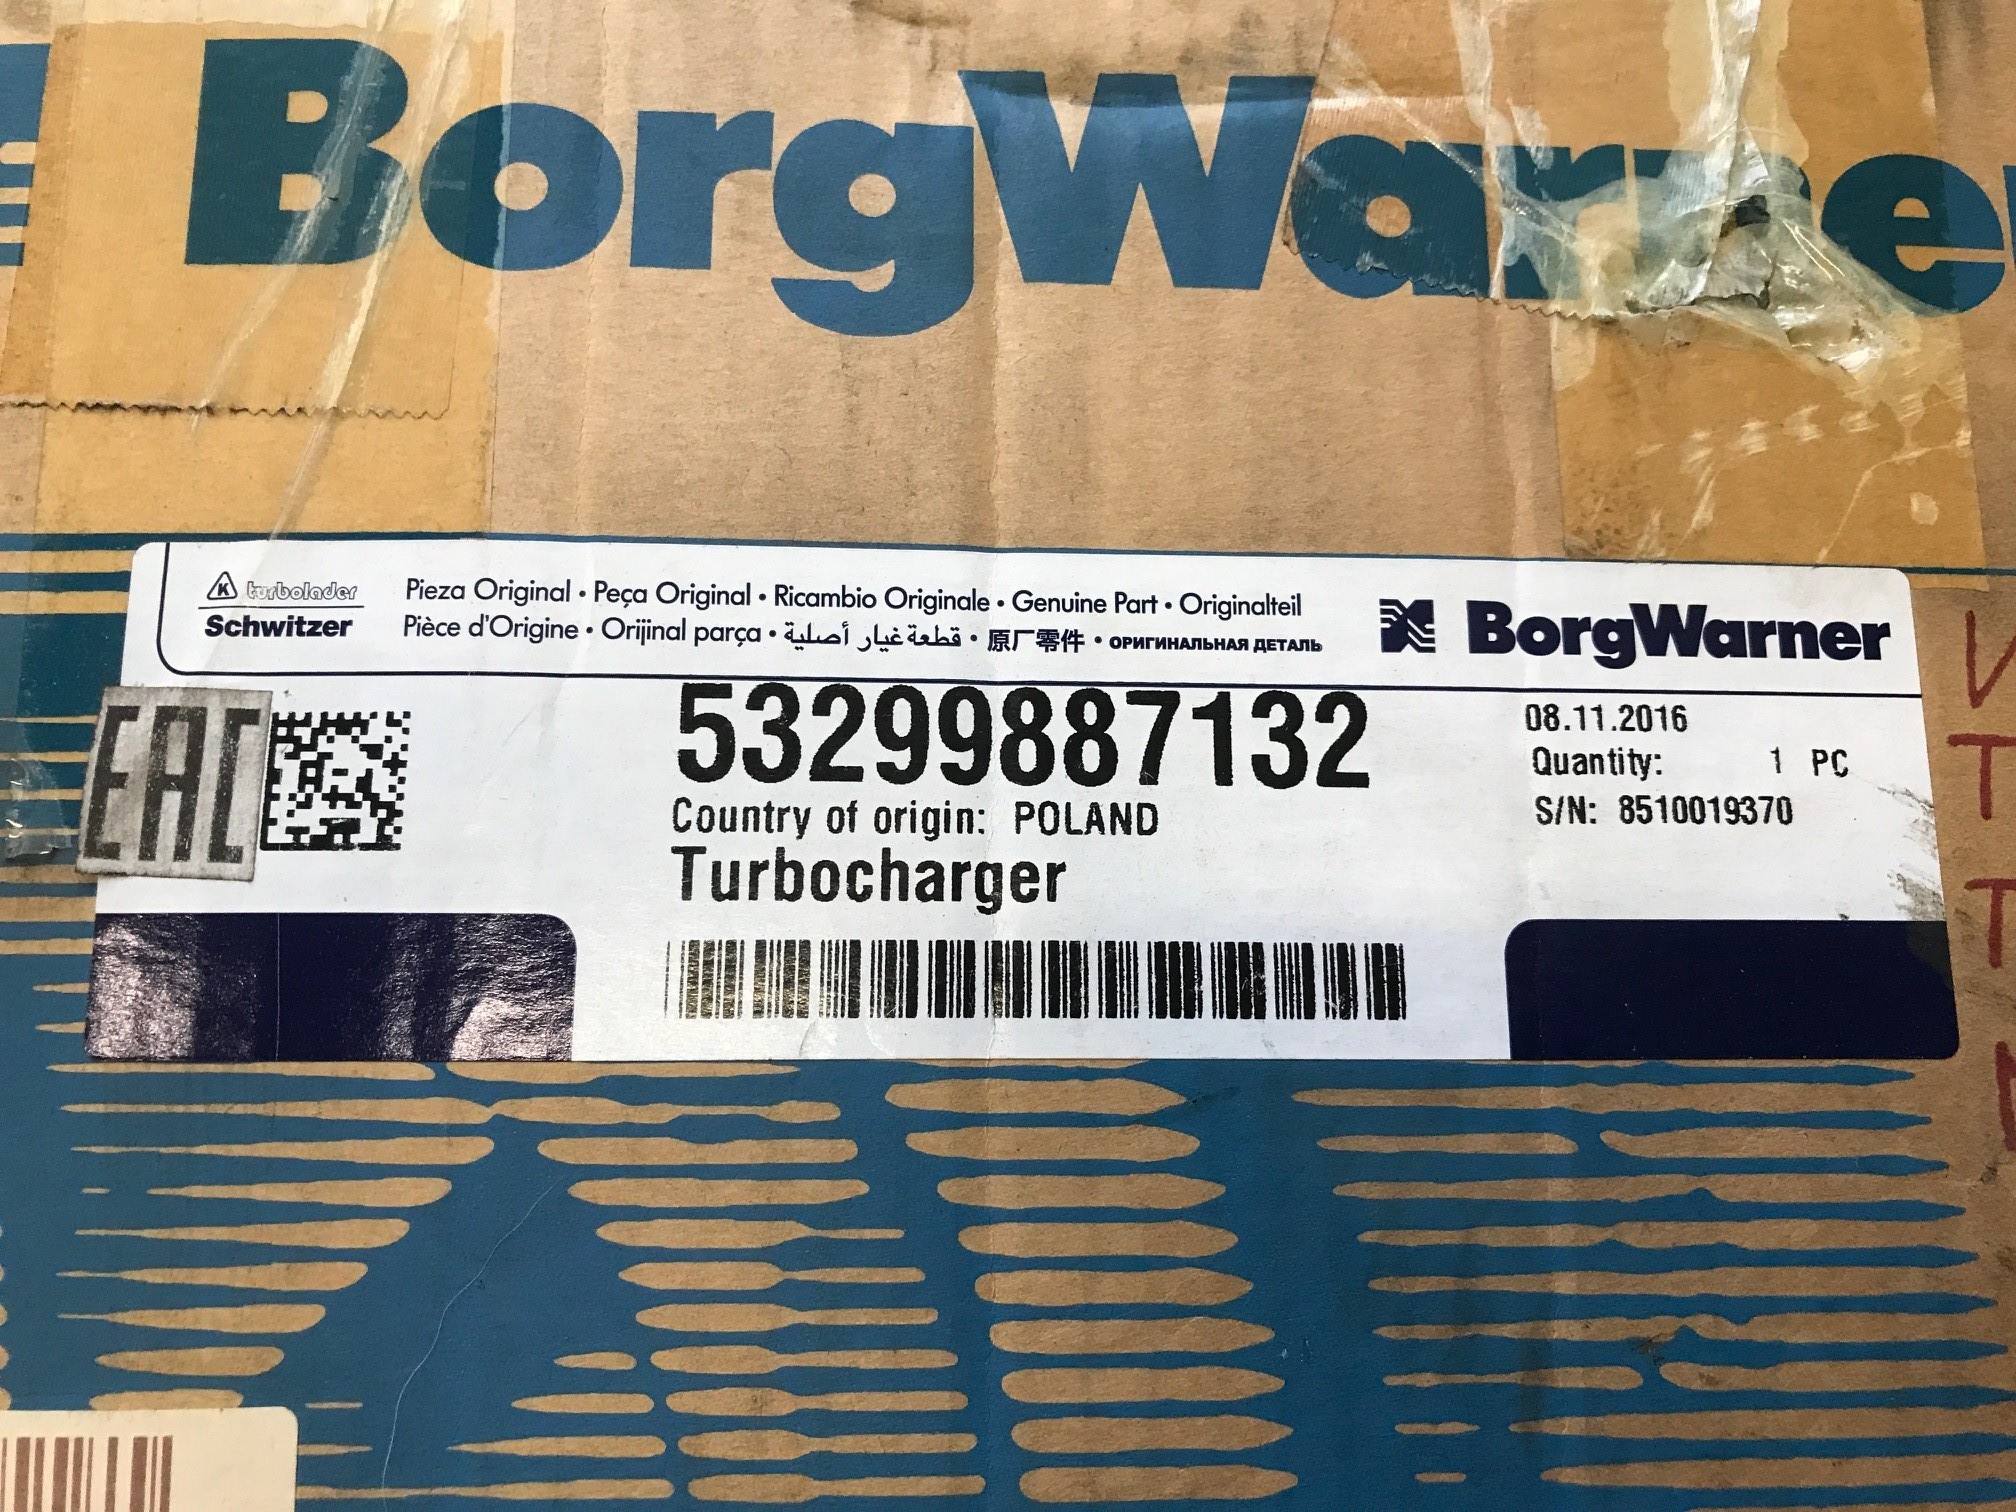 BorgWarne
K turbolader
Schwitzer
Pieza Original • Peça Original • Ricambio Originale • Genuine Part • Originalteil
Pièce d'Origine • Orijinal parça • قطعة غيار أصلية • 原厂零件 • ОРИГИНАЛЬНАЯ ДЕТАЛЬ
BorgWarner
EAC
53299887132
08.11.2016
Quantity: 1 PC
Country of origin: POLAND
S/N: 8510019370
Turbocharger